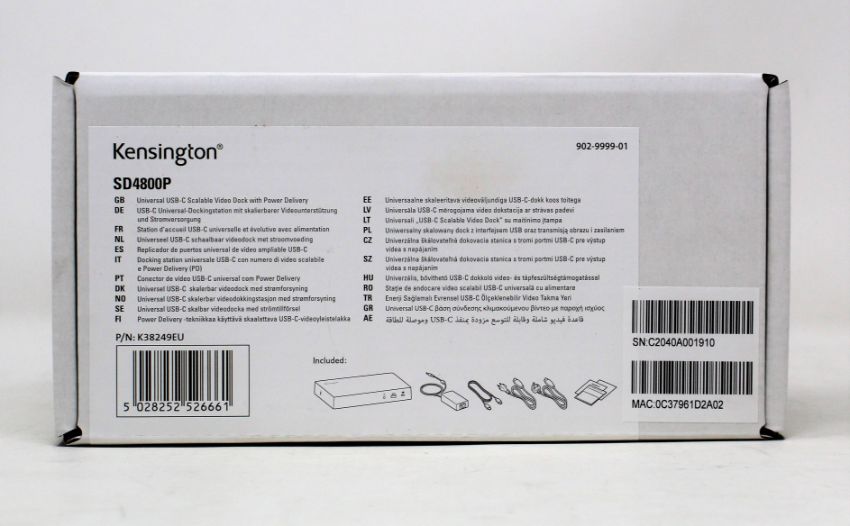 Kensington®
902-9999-01
SD4800P
GB Universal USB-C Scalable Video Dock with Power Delivery
DE USB-C Universal-Dockingstation mit skalierbarer Videounterstützung
und Stromversorgung
FR Station d'accueil USB-C universelle et évolutive avec alimentation
NL Universeel USB-C schaalbaar videodock met stroomvoeding
ES Replicador de puertos universal de vídeo ampliable USB-C
IT Docking station universale USB-C con numero di video scalabile
e Power Delivery (PD)
PT Conector de vídeo USB-C universal com Power Delivery
DK Universel USB-C skalerbar videodock med strømforsyning
NO Universal USB-C skalerbar videodokkingstasjon med strømforsyning
SE Universal USB-C skalbar videodocka med strömtillförsel
FI Power Delivery -tekniikkaa käyttävä skaalattava USB-C-videoyleistelakka
EE Universaalne skaleeritava videoväljundiga USB-C-dokk koos toitega
LV Universāla USB-C mērogojama video dokstacija ar strāvas padevi
LT Universali „USB-C Scalable Video Dock" su maitinimo įtampa
PL Uniwersalny skalowany dock z interfejsem USB oraz transmisją obrazu i zasilaniem
CZ Univerzálna škálovateľná dokovacia stanica s tromi portmi USB-C pre výstup
videa s napájaním
SZ Univerzálna škálovateľná dokovacia stanica s tromi portmi USB-C pre výstup
videa s napájaním
HU Univerzális, bővíthető USB-C dokkoló video- és tápfeszültségtámogatással
RO Stație de andocare video scalabil USB-C universală cu alimentare
TR Enerji Sağlamalı Evrensel USB-C Ölçeklenebilir Video Takma Yeri
GR Universal USB-C βάση σύνδεσης κλιμακούμενου βίντεο με παροχή ισχύος
AE قاعدة فيديو شاملة وقابلة للتوسع مزودة بمنفذ USB-C وموصلة للطاقة
P/N: K38249EU
5 028252 526661
Included:
SN:C2040A001910
MAC:0C37961D2A02